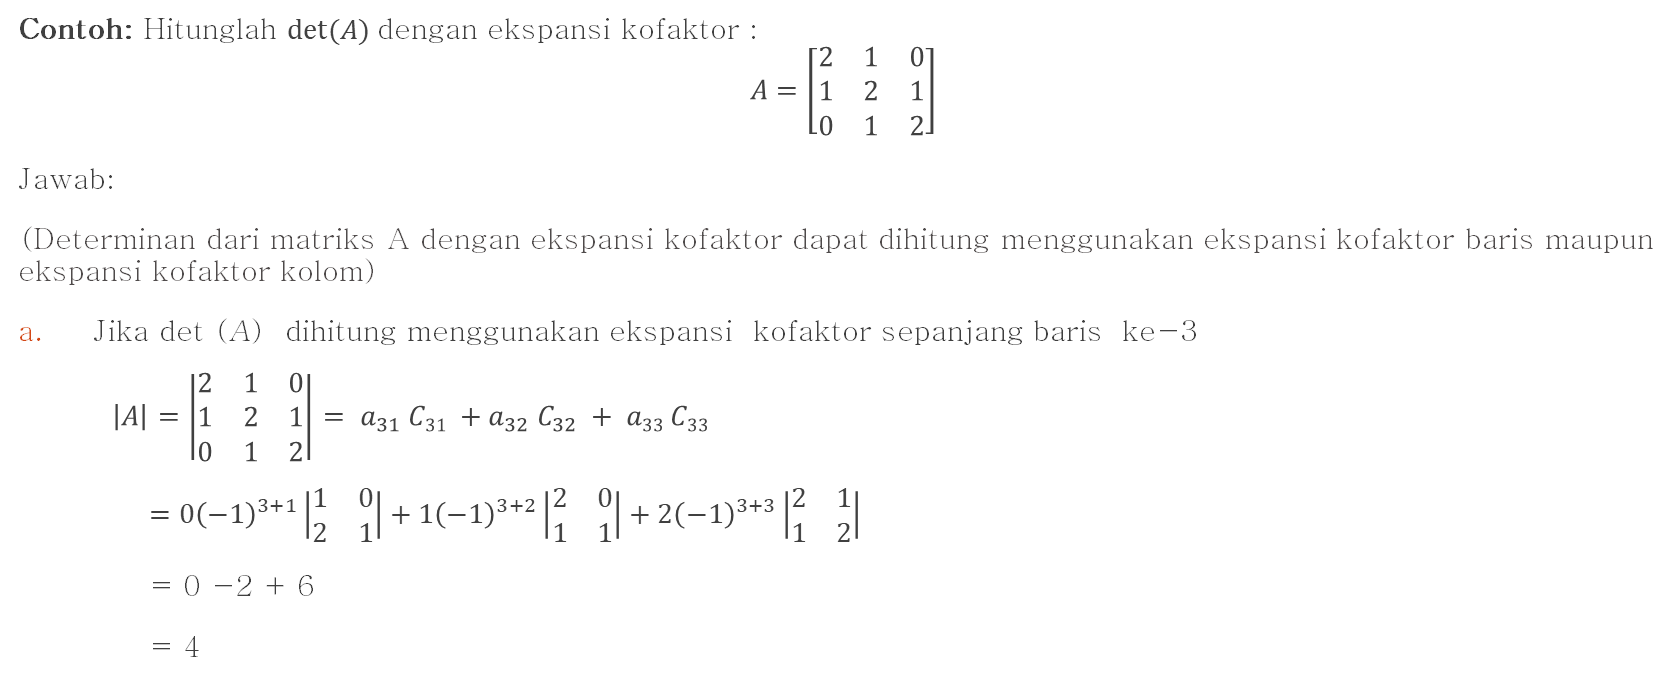 Contoh: Hitunglah det(A) dengan ekspansi kofaktor :
A = [2 1 0
1 2 1
0 1 2]
Jawab:
(Determinan dari matriks A dengan ekspansi kofaktor dapat dihitung menggunakan ekspansi kofaktor baris maupun
ekspansi kofaktor kolom)
a. Jika det (A) dihitung menggunakan ekspansi kofaktor sepanjang baris ke-3
|A| = |2 1 0; 1 2 1; 0 1 2| = a₃₁ C₃₁ + a₃₂ C₃₂ + a₃₃ C₃₃
= 0(−1)³⁺¹ |1 0; 2 1| + 1(−1)³⁺² |2 0; 1 1| + 2(−1)³⁺³ |2 1; 1 2|
= 0 −2 + 6
= 4